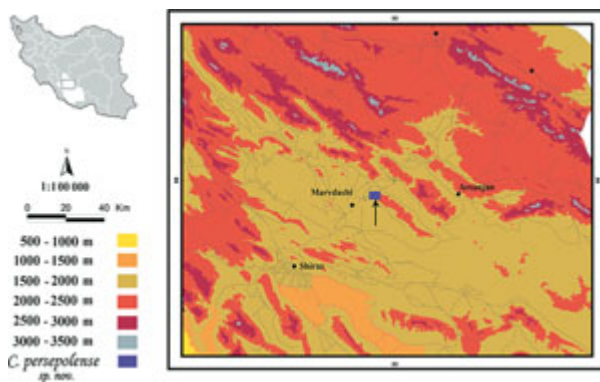 N
1:100 000
0 20 40 Km
500 - 1000 m
1000 - 1500 m
1500 - 2000 m
2000 - 2500 m
2500 - 3000 m
3000 - 3500 m
C. persepolense
sp. nov.
Marvdasht
Arsanjan
Shiraz